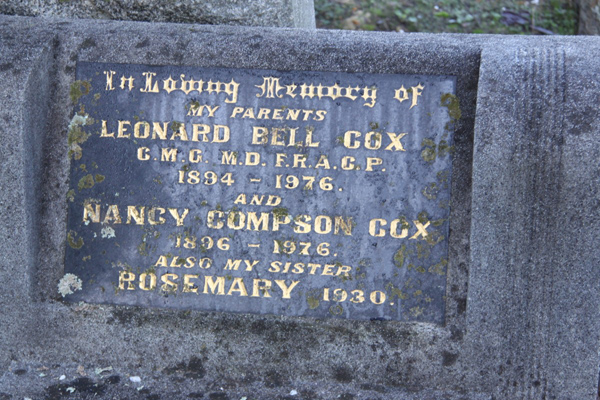 In Loving Memory of
MY PARENTS
LEONARD BELL COX
C.M.G. M.D. F.R.A.C.P.
1894 - 1976.
AND
NANCY COMPSON COX
1896 - 1976.
ALSO MY SISTER
ROSEMARY 1930.